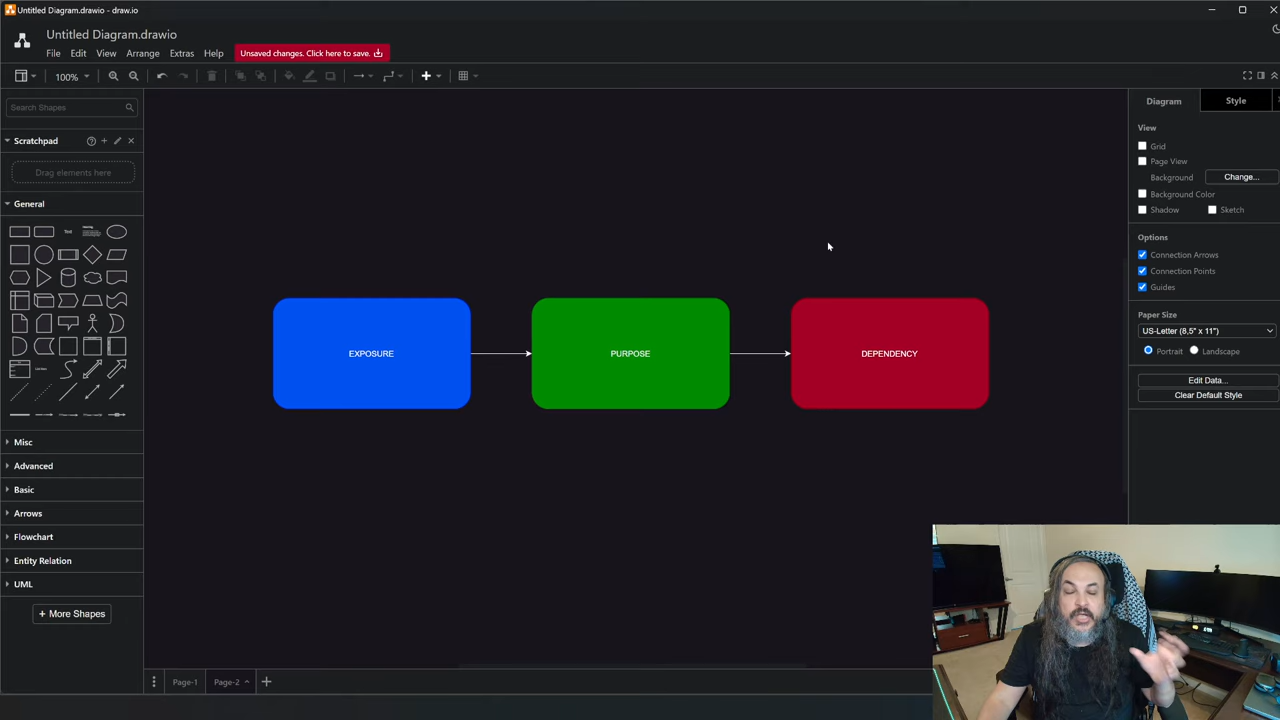 Untitled Diagram.drawio - draw.io
Untitled Diagram.drawio
File Edit View Arrange Extras Help Unsaved changes. Click here to save.
100%
Search Shapes
Scratchpad
Drag elements here
General
Text
Misc
Advanced
Basic
Arrows
Flowchart
Entity Relation
UML
+ More Shapes
EXPOSURE
PURPOSE
DEPENDENCY
Diagram Style
View
Grid
Page View
Background Change...
Background Color
Shadow Sketch
Options
Connection Arrows
Connection Points
Guides
Paper Size
US-Letter (8,5" x 11")
Portrait Landscape
Edit Data...
Clear Default Style
Page-1 Page-2